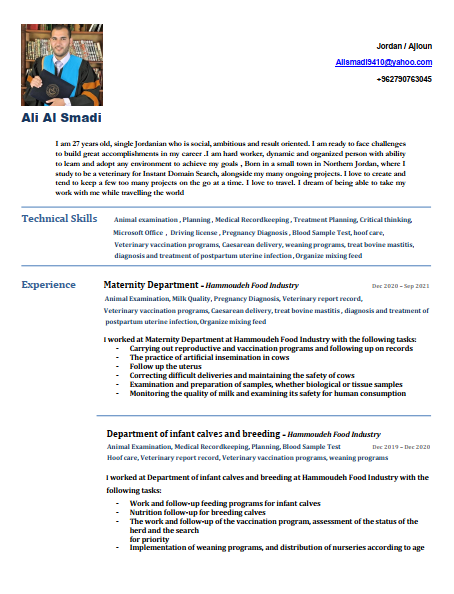 Jordan / Ajloun
Alismadi9410@yahoo.com
+962790763045
Ali Al Smadi
I am 27 years old, single Jordanian who is social, ambitious and result oriented. I am ready to face challenges
to build great accomplishments in my career .I am hard worker, dynamic and organized person with ability
to learn and adopt any environment to achieve my goals , Born in a small town in Northern Jordan, where I
study to be a veterinary for Instant Domain Search, alongside my many ongoing projects. I love to create and
tend to keep a few too many projects on the go at a time. I love to travel. I dream of being able to take my
work with me while travelling the world
Technical Skills
Animal examination , Planning , Medical Recordkeeping , Treatment Planning, Critical thinking,
Microsoft Office , Driving license , Pregnancy Diagnosis , Blood Sample Test, hoof care,
Veterinary vaccination programs, Caesarean delivery, weaning programs, treat bovine mastitis,
diagnosis and treatment of postpartum uterine infection , Organize mixing feed
Experience
Maternity Department - Hammoudeh Food Industry Dec 2020 – Sep 2021
Animal Examination, Milk Quality, Pregnancy Diagnosis, Veterinary report record,
Veterinary vaccination programs, Caesarean delivery, treat bovine mastitis , diagnosis and treatment of
postpartum uterine infection, Organize mixing feed
I worked at Maternity Department at Hammoudeh Food Industry with the following tasks:
- Carrying out reproductive and vaccination programs and following up on records
- The practice of artificial insemination in cows
- Follow up the uterus
- Correcting difficult deliveries and maintaining the safety of cows
- Examination and preparation of samples, whether biological or tissue samples
- Monitoring the quality of milk and examining its safety for human consumption
Department of infant calves and breeding - Hammoudeh Food Industry
Animal Examination, Medical Recordkeeping, Planning, Blood Sample Test Dec 2019 – Dec 2020
Hoof care, Veterinary report record, Veterinary vaccination programs, weaning programs
I worked at Department of infant calves and breeding at Hammoudeh Food Industry with the
following tasks:
- Work and follow-up feeding programs for infant calves
- Nutrition follow-up for breeding calves
- The work and follow-up of the vaccination program, assessment of the status of the
herd and the search
for priority
- Implementation of weaning programs, and distribution of nurseries according to age